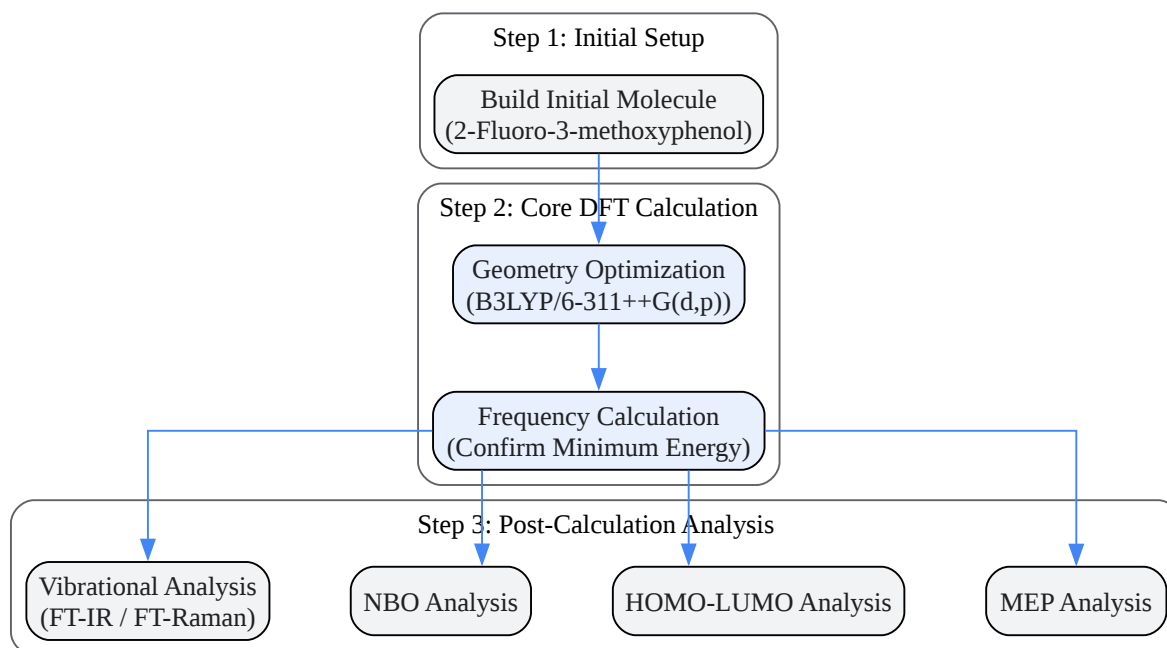 Step 1: Initial Setup
Build Initial Molecule
(2-Fluoro-3-methoxyphenol)
Step 2: Core DFT Calculation
Geometry Optimization
(B3LYP/6-311++G(d,p))
Frequency Calculation
(Confirm Minimum Energy)
Step 3: Post-Calculation Analysis
Vibrational Analysis
(FT-IR / FT-Raman)
NBO Analysis
HOMO-LUMO Analysis
MEP Analysis